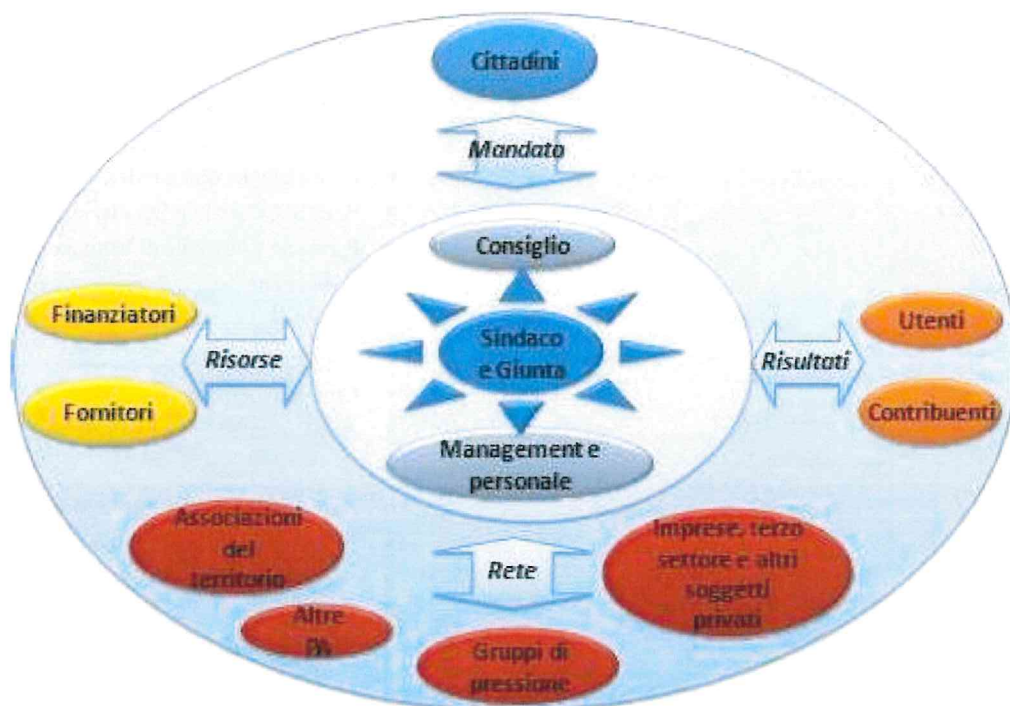 Cittadini
Mandato
Consiglio
Finanziatori
Risorse
Fornitori
Sindaco
e Giunta
Risultati
Utenti
Contribuenti
Management e
personale
Associazioni
del
territorio
Rete
Imprese, terzo
settore e altri
soggetti
privati
Altre
PA
Gruppi di
pressione